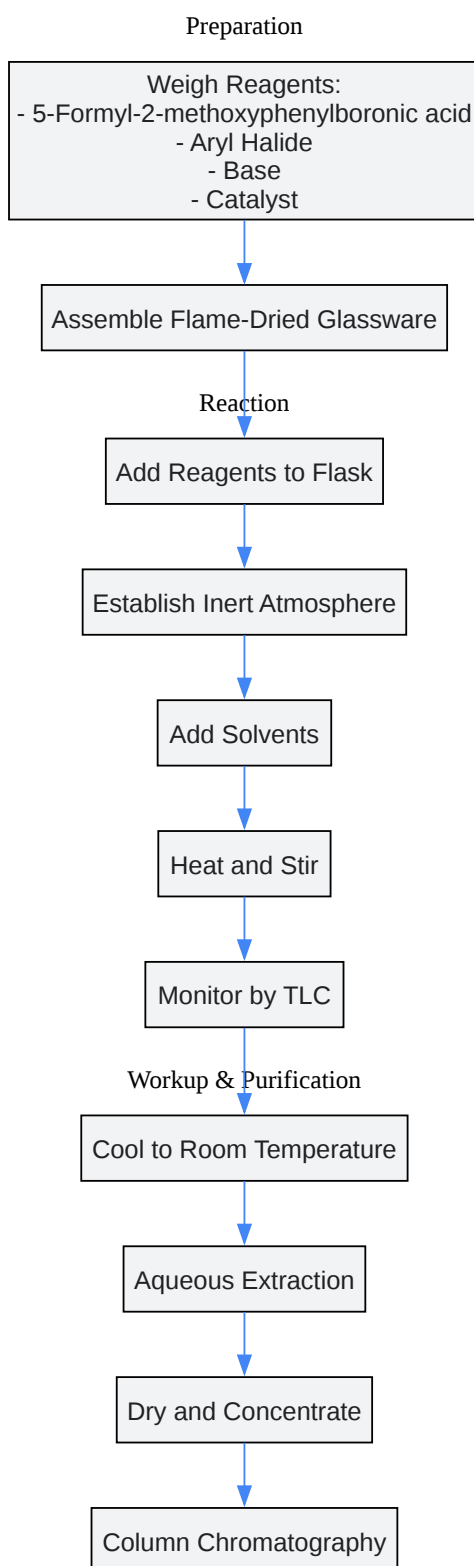 Preparation
Weigh Reagents:
- 5-Formyl-2-methoxyphenylboronic acid
- Aryl Halide
- Base
- Catalyst
Assemble Flame-Dried Glassware
Reaction
Add Reagents to Flask
Establish Inert Atmosphere
Add Solvents
Heat and Stir
Monitor by TLC
Workup & Purification
Cool to Room Temperature
Aqueous Extraction
Dry and Concentrate
Column Chromatography